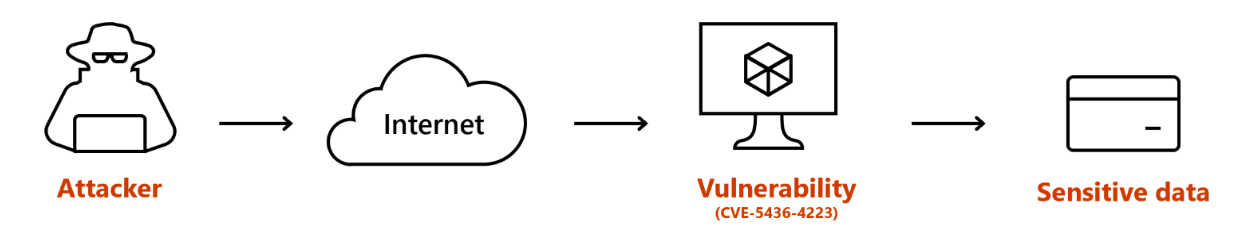 Internet
Attacker
Vulnerability
(CVE-5436-4223)
Sensitive data